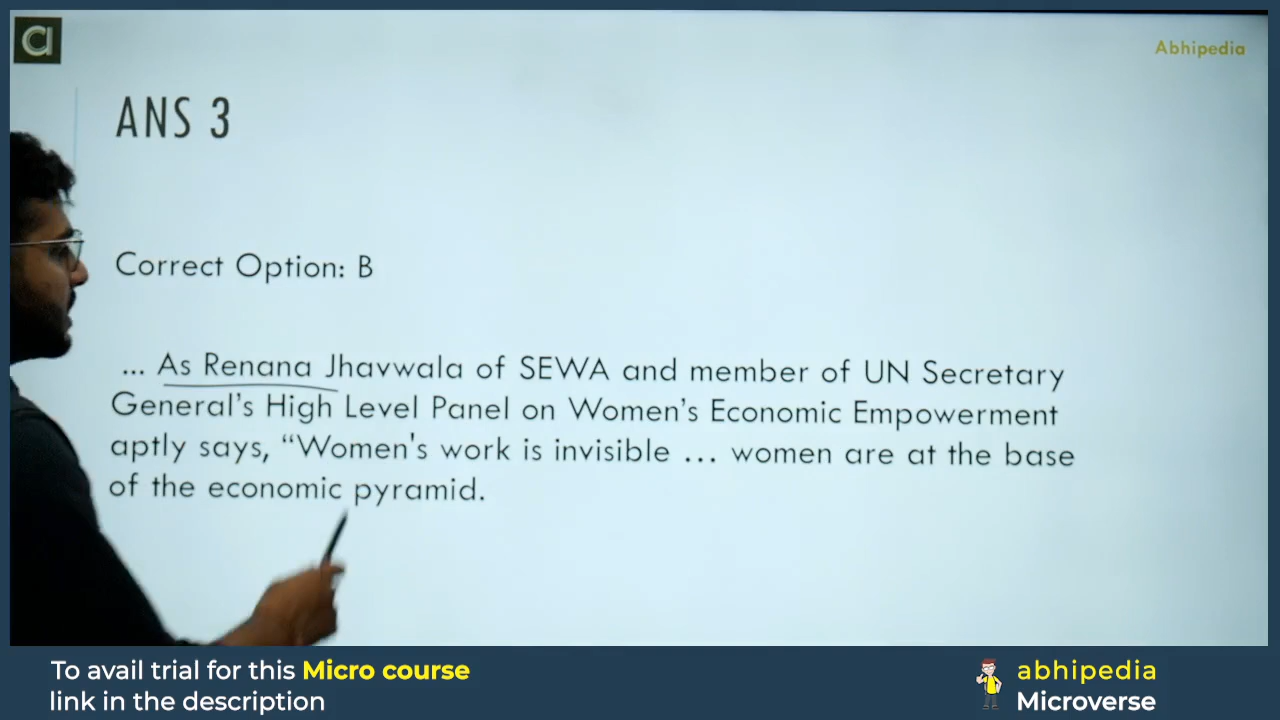 a
Abhipedia
ANS 3
Correct Option: B
... As Renana Jhavwala of SEWA and member of UN Secretary
General's High Level Panel on Women's Economic Empowerment
aptly says, “Women's work is invisible ... women are at the base
of the economic pyramid.
To avail trial for this Micro course
link in the description
abhipedia
Microverse